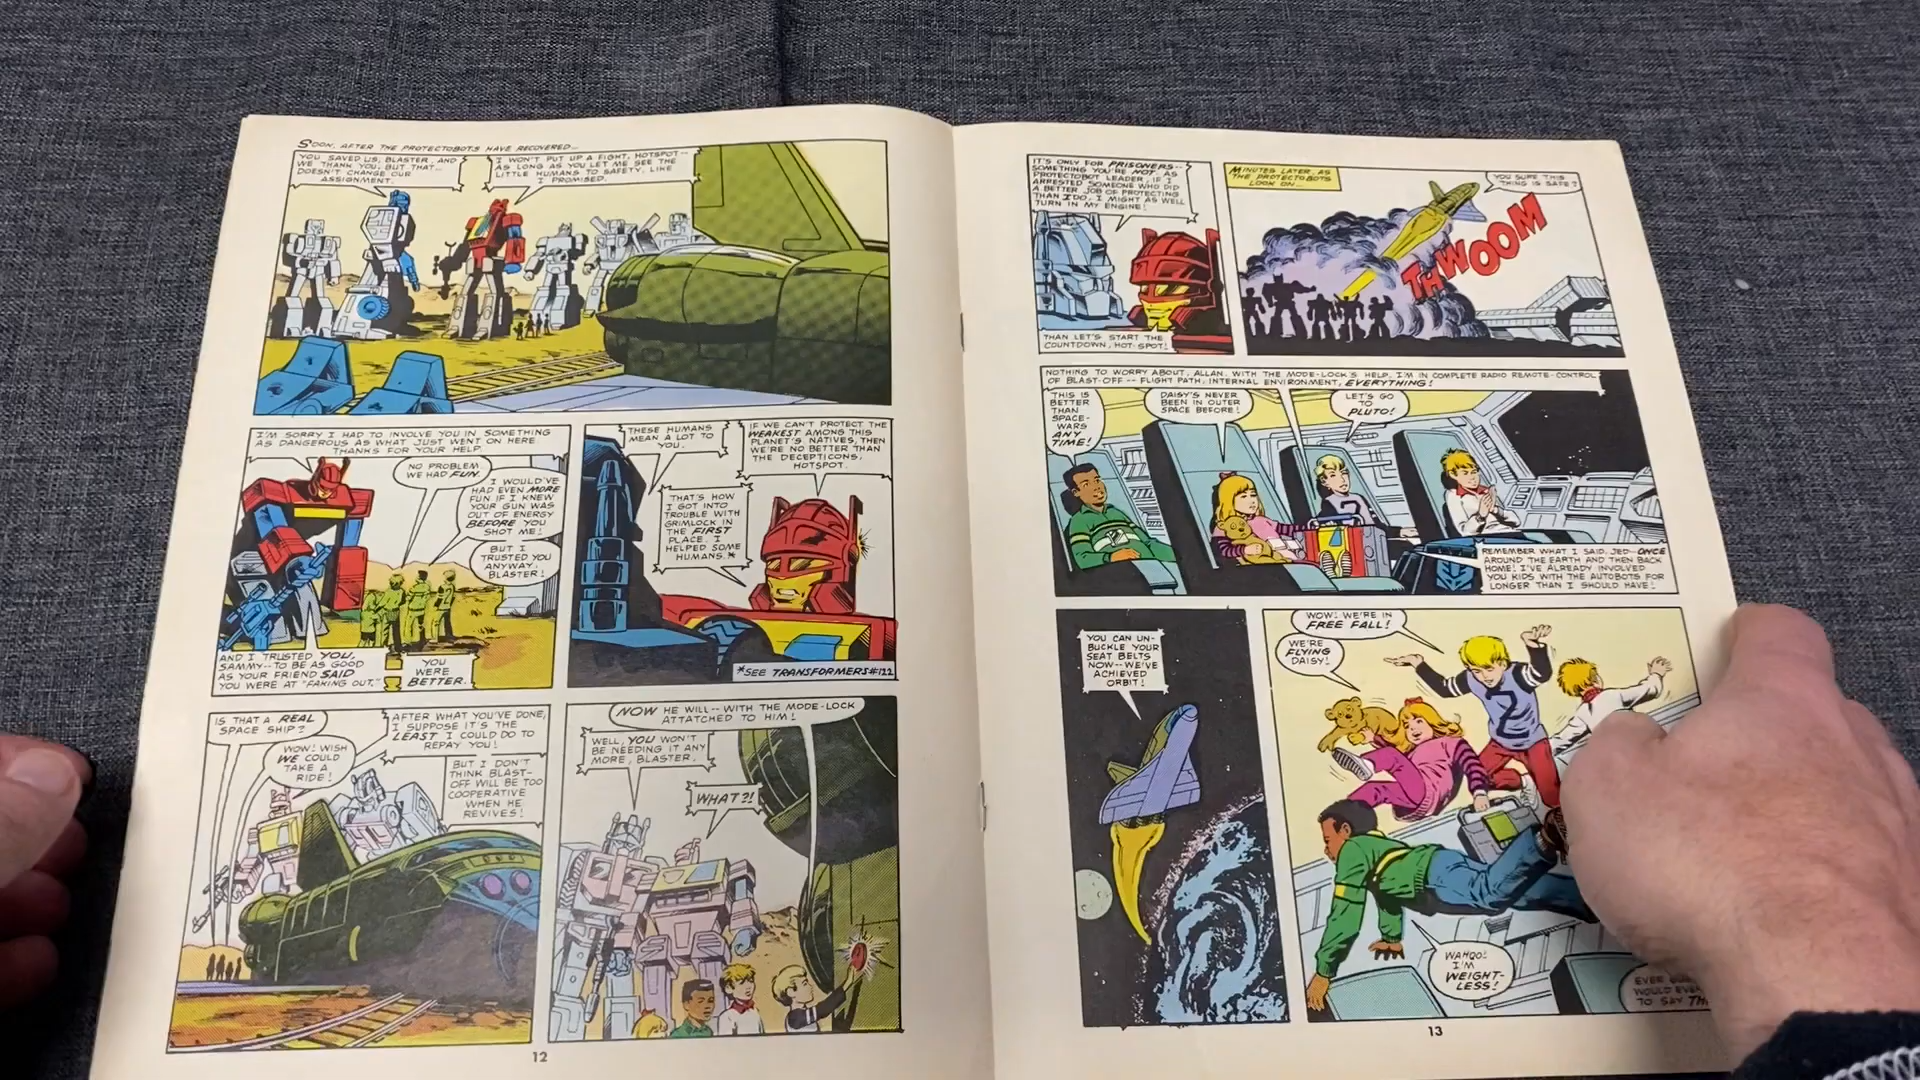 SOON, AFTER THE PROTECTOBOTS HAVE RECOVERED...
YOU SAVED US, BLASTER, AND
WE THANK YOU. BUT THAT
DOESN'T CHANGE OUR
ASSIGNMENT.
I WON'T PUT UP A FIGHT, HOTSPOT--
AS LONG AS YOU LET ME SEE THE
LITTLE HUMANS TO SAFETY, LIKE
I PROMISED.
I'M SORRY I HAD TO INVOLVE YOU IN SOMETHING
AS DANGEROUS AS WHAT JUST WENT ON HERE
THANKS FOR YOUR HELP
NO PROBLEM
WE HAD FUN.
I WOULD'VE
HAD EVEN MORE
FUN IF I KNEW
YOUR GUN WAS
OUT OF ENERGY
BEFORE YOU
SHOT ME!
BUT I
TRUSTED YOU
ANYWAY,
BLASTER!
AND I TRUSTED YOU,
SAMMY--TO BE AS GOOD
AS YOUR FRIEND SAID
YOU WERE AT "FAKING OUT."
YOU
WERE
BETTER.
THESE HUMANS
MEAN A LOT TO
YOU.
IF WE CAN'T PROTECT THE
WEAKEST AMONG THIS
PLANET'S NATIVES, THEN
WE'RE NO BETTER THAN
THE DECEPTICONS,
HOTSPOT.
THAT'S HOW
I GOT INTO
TROUBLE WITH
GRIMLOCK IN
THE FIRST
PLACE. I
HELPED SOME
HUMANS.*
*SEE TRANSFORMERS #122
IS THAT A REAL
SPACE SHIP?
WOW! WISH
WE COULD
TAKE A
RIDE!
AFTER WHAT YOU'VE DONE,
I SUPPOSE IT'S THE
LEAST I COULD DO TO
REPAY YOU!
BUT I DON'T
THINK BLAST-
OFF WILL BE TOO
COOPERATIVE
WHEN HE
REVIVES!
NOW HE WILL-- WITH THE MODE-LOCK
ATTATCHED TO HIM!
WELL, YOU WON'T
BE NEEDING IT ANY
MORE, BLASTER.
WHAT?!
12
IT'S ONLY FOR PRISONERS--
SOMETHING YOU'RE NOT. AS
PROTECTOBOT LEADER, IF I
ARRESTED SOMEONE WHO DID
A BETTER JOB OF PROTECTING
THAN I DO, I MIGHT AS WELL
TURN IN MY ENGINE!
THAN LET'S START THE
COUNTDOWN, HOT-SPOT!
MINUTES LATER, AS
THE PROTECTOBOTS
LOOK ON...
YOU SURE THIS
THING IS SAFE?
THWOOM
NOTHING TO WORRY ABOUT, ALLAN. WITH THE MODE-LOCK'S HELP, I'M IN COMPLETE RADIO REMOTE-CONTROL
OF BLAST-OFF -- FLIGHT PATH, INTERNAL ENVIRONMENT, EVERYTHING!
THIS IS
BETTER
THAN
SPACE-
WARS
ANY
TIME!
DAISY'S NEVER
BEEN IN OUTER
SPACE BEFORE!
LET'S GO
TO
PLUTO!
REMEMBER WHAT I SAID, JED--ONCE
AROUND THE EARTH AND THEN BACK
HOME! I'VE ALREADY INVOLVED
YOU KIDS WITH THE AUTOBOTS FOR
LONGER THAN I SHOULD HAVE!
YOU CAN UN-
BUCKLE YOUR
SEAT BELTS
NOW--WE'VE
ACHIEVED
ORBIT!
WOW! WE'RE IN
FREE FALL!
WE'RE
FLYING
DAISY!
2
WAHOO!
I'M
WEIGHT-
LESS!
EVER
WOULD
TO SAY
13